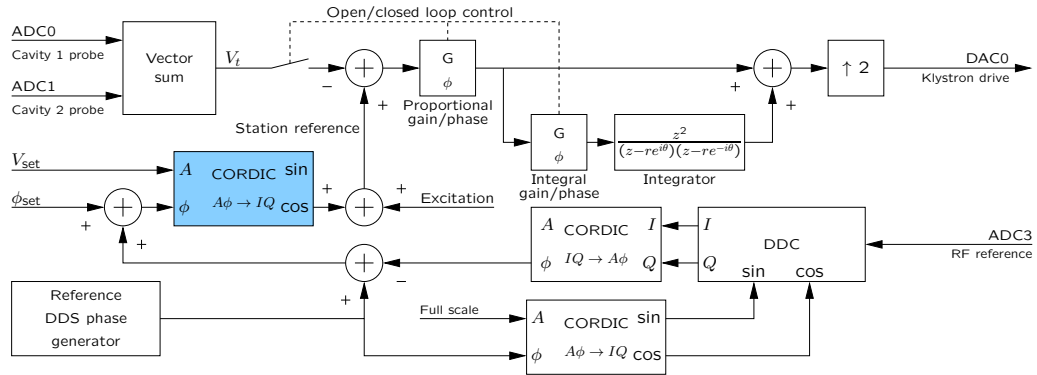 Open/closed loop control
ADC0
Cavity 1 probe
ADC1
Cavity 2 probe
Vector
sum
V_t
−
+
+
G
ϕ
Proportional
gain/phase
+
+
+
↑ 2
DAC0
Klystron drive
Station reference
G
ϕ
Integral
gain/phase
z^2
(z−re^{iθ})(z−re^{−iθ})
Integrator
V_set
ϕ_set
+
+
+
A
CORDIC
sin
ϕ
Aϕ → IQ
cos
+
+
+
Excitation
A
CORDIC
I
ϕ
IQ → Aϕ
Q
I
DDC
Q
sin
cos
ADC3
RF reference
+
+
−
Reference
DDS phase
generator
Full scale
A
CORDIC
sin
ϕ
Aϕ → IQ
cos